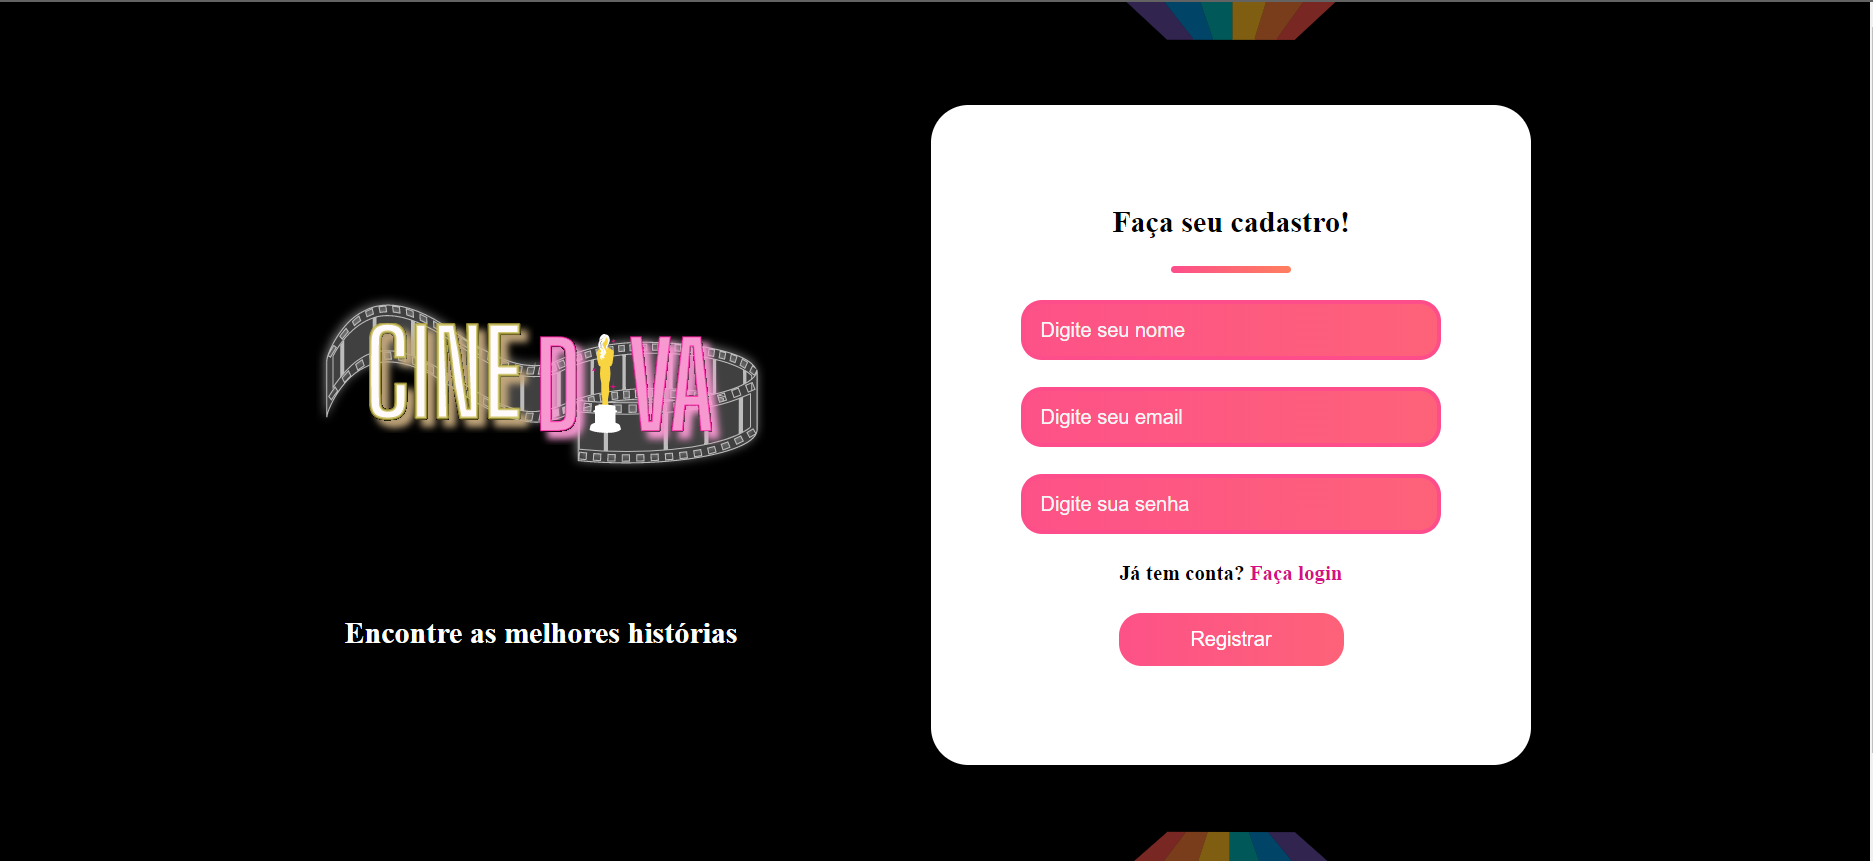 CINE DIVA
Encontre as melhores histórias
Faça seu cadastro!
Digite seu nome
Digite seu email
Digite sua senha
Já tem conta? Faça login
Registrar